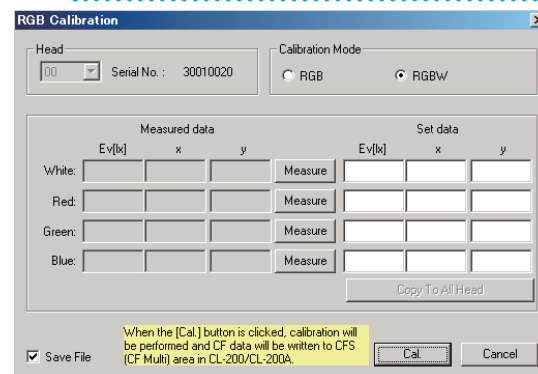 RGB Calibration
Head
00 Serial No. : 30010020
Calibration Mode
RGB RGBW
Measured data Set data
Ev[lx] x y Ev[lx] x y
White: Measure
Red: Measure
Green: Measure
Blue: Measure
Copy To All Head
When the [Cal.] button is clicked, calibration will
be performed and CF data will be written to CFS
(CF Multi) area in CL-200/CL-200A.
Save File
Cal. Cancel